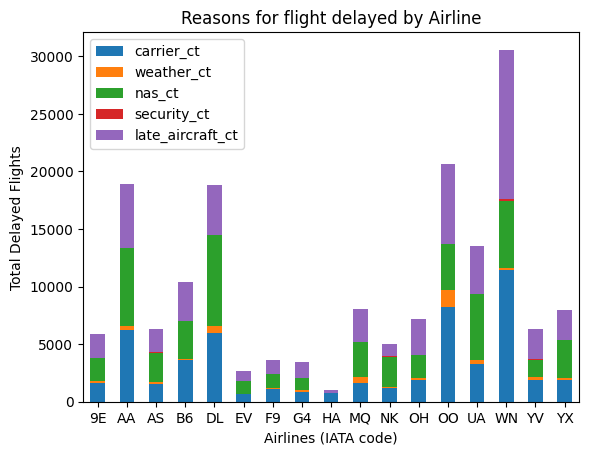 Reasons for flight delayed by Airline
carrier_ct
weather_ct
nas_ct
security_ct
late_aircraft_ct
30000
25000
20000
15000
10000
5000
0
Total Delayed Flights
9E AA AS B6 DL EV F9 G4 HA MQ NK OH OO UA WN YV YX
Airlines (IATA code)